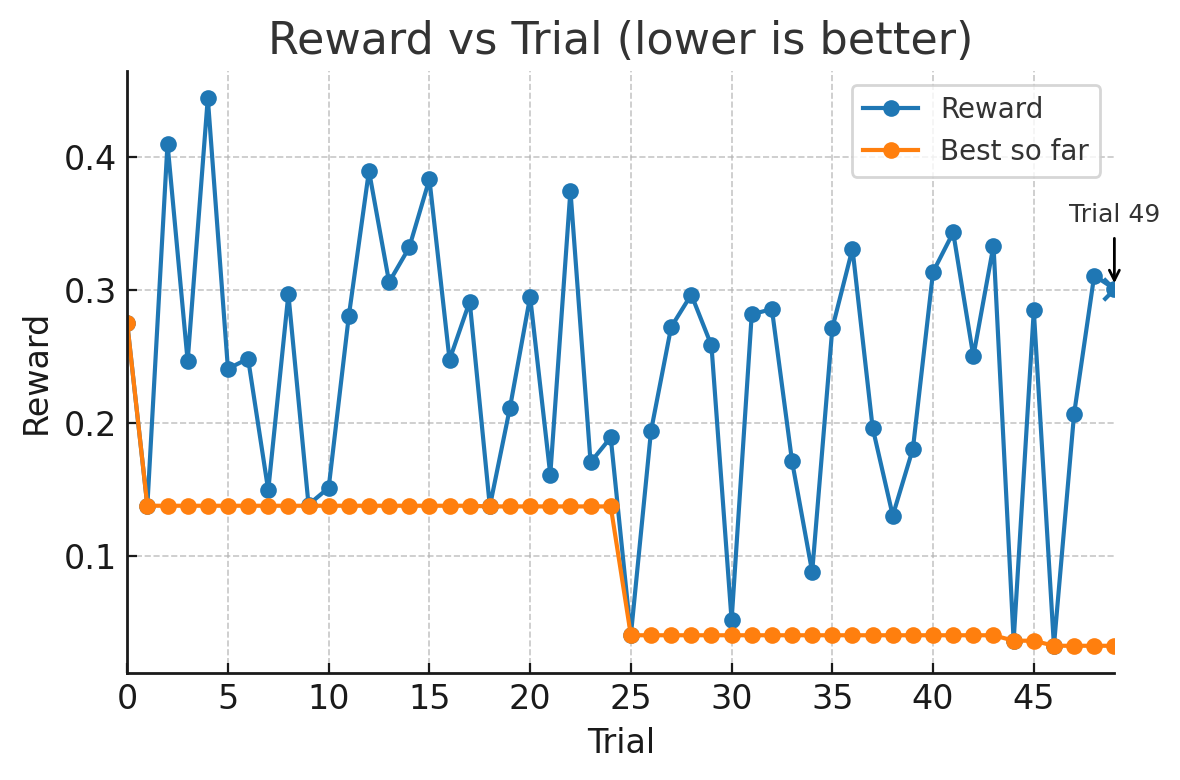 Reward vs Trial (lower is better)
Reward
Best so far
Trial 49
0.4
0.3
0.2
0.1
Reward
0 5 10 15 20 25 30 35 40 45
Trial